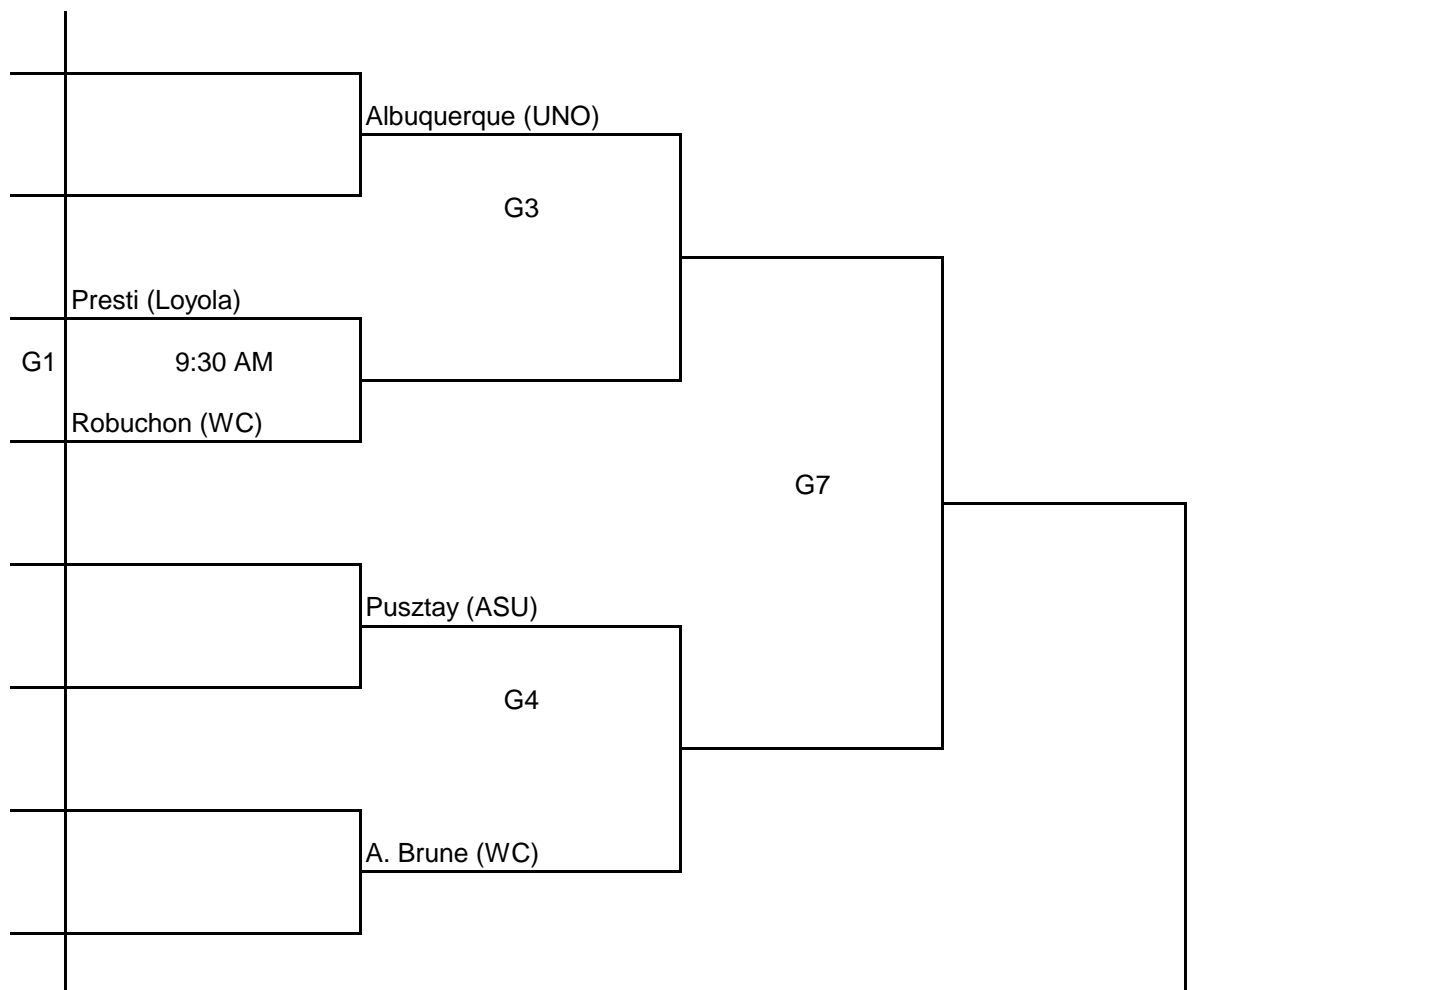 Albuquerque (UNO)
G3
Presti (Loyola)
G1 9:30 AM
Robuchon (WC)
G7
Pusztay (ASU)
G4
A. Brune (WC)